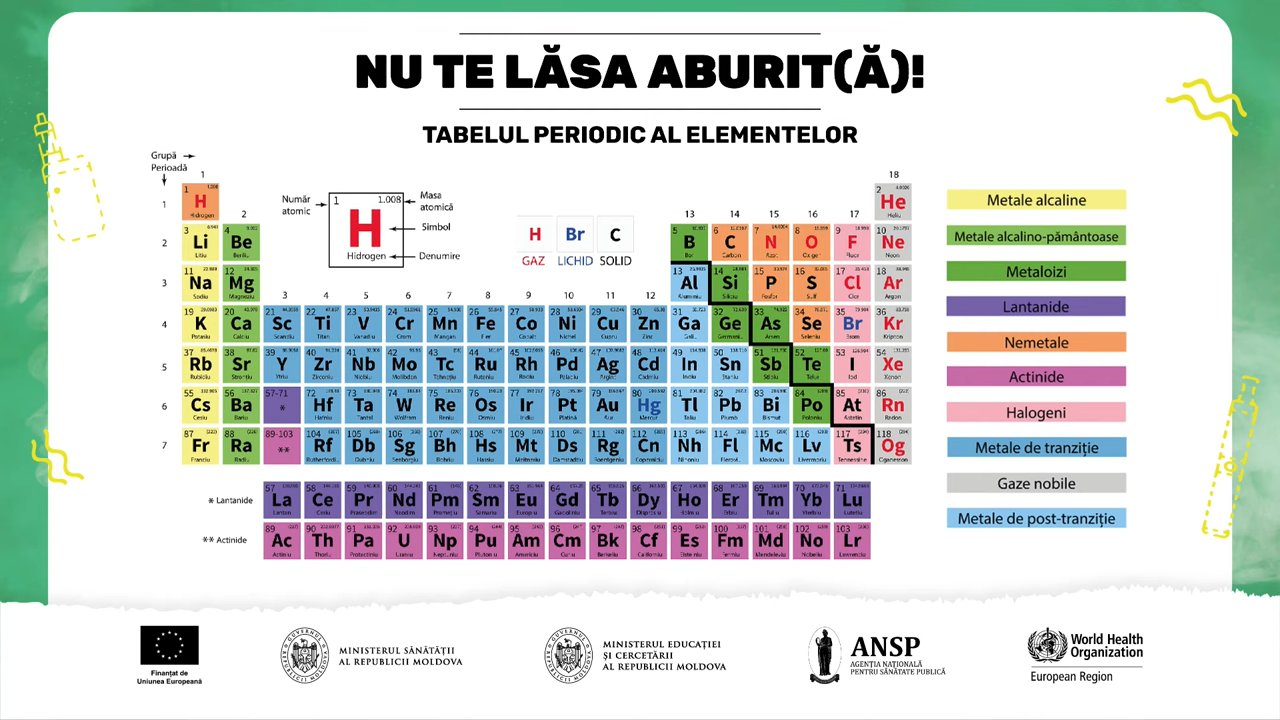 NU TE LĂSA ABURIT(Ă)!
TABELUL PERIODIC AL ELEMENTELOR
Grupă
Perioadă
1 2 3 4 5 6 7 8 9 10 11 12 13 14 15 16 17 18
1 2 3 4 5 6 7
Număr atomic
1 1.008
H
Hidrogen
Masa atomică
Simbol
Denumire
H Br C
GAZ LICHID SOLID
1 H Hidrogen 2 He Heliu
3 Li Litiu 4 Be Beriliu 5 B Bor 6 C Carbon 7 N 8 O Oxigen 9 F 10 Ne Neon
11 Na Sodiu 12 Mg Magneziu 13 Al Aluminiu 14 Si 15 P Fosfor 16 S Sulf 17 Cl Clor 18 Ar Argon
19 K Potasiu 20 Ca Calciu 21 Sc Scandiu 22 Ti Titan 23 V Vanadiu 24 Cr Crom 25 Mn Mangan 26 Fe Fier 27 Co Cobalt 28 Ni Nichel 29 Cu Cupru 30 Zn Zinc 31 Ga 32 Ge 33 As Arsen 34 Se Seleniu 35 Br Brom 36 Kr Kripton
37 Rb Rubidiu 38 Sr Stronțiu 39 Y Ytriu 40 Zr Zirconiu 41 Nb Niobiu 42 Mo Molibden 43 Tc 44 Ru Ruteniu 45 Rh Rodiu 46 Pd Paladiu 47 Ag Argint 48 Cd Cadmiu 49 In Indiu 50 Sn Staniu 51 Sb Stibiu 52 Te Telur 53 I Iod 54 Xe Xenon
55 Cs Cesiu 56 Ba Bariu 57-71 * 72 Hf Hafniu 73 Ta Tantal 74 W Wolfram 75 Re Reniu 76 Os Osmiu 77 Ir Iridiu 78 Pt Platină 79 Au Aur 80 Hg Mercur 81 Tl Taliu 82 Pb Plumb 83 Bi Bismut 84 Po Poloniu 85 At Astatin 86 Rn Radon
87 Fr Franciu 88 Ra Radiu 89-103 ** 104 Rf 105 Db Dubniu 106 Sg Seaborgiu 107 Bh Bohriu 108 Hs Hassiu 109 Mt 110 Ds 111 Rg 112 Cn 113 Nh Nihoniu 114 Fl 115 Mc 116 Lv Livermoriu 117 Ts Tennessine 118 Og Oganesson
* Lantanide 57 La Lantan 58 Ce Ceriu 59 Pr 60 Nd Neodim 61 Pm 62 Sm Samariu 63 Eu Europiu 64 Gd Gadoliniu 65 Tb Terbiu 66 Dy 67 Ho Holmiu 68 Er Erbiu 69 Tm Tuliu 70 Yb Yterbiu 71 Lu Lutețiu
** Actinide 89 Ac Actiniu 90 Th Thoriu 91 Pa Protactiniu 92 U Uraniu 93 Np Neptuniu 94 Pu Plutoniu 95 Am Americiu 96 Cm Curiu 97 Bk Berkeliu 98 Cf Californiu 99 Es 100 Fm Fermiu 101 Md Mendeleviu 102 No Nobeliu 103 Lr Lawrenciu
Metale alcaline
Metale alcalino-pământoase
Metaloizi
Lantanide
Nemetale
Actinide
Halogeni
Metale de tranziție
Gaze nobile
Metale de post-tranziție
Finanțat de
Uniunea Europeană
MINISTERUL SĂNĂTĂȚII
AL REPUBLICII MOLDOVA
MINISTERUL EDUCAȚIEI
ȘI CERCETĂRII
AL REPUBLICII MOLDOVA
ANSP
AGENȚIA NAȚIONALĂ
PENTRU SĂNĂTATE PUBLICĂ
World Health
Organization
European Region